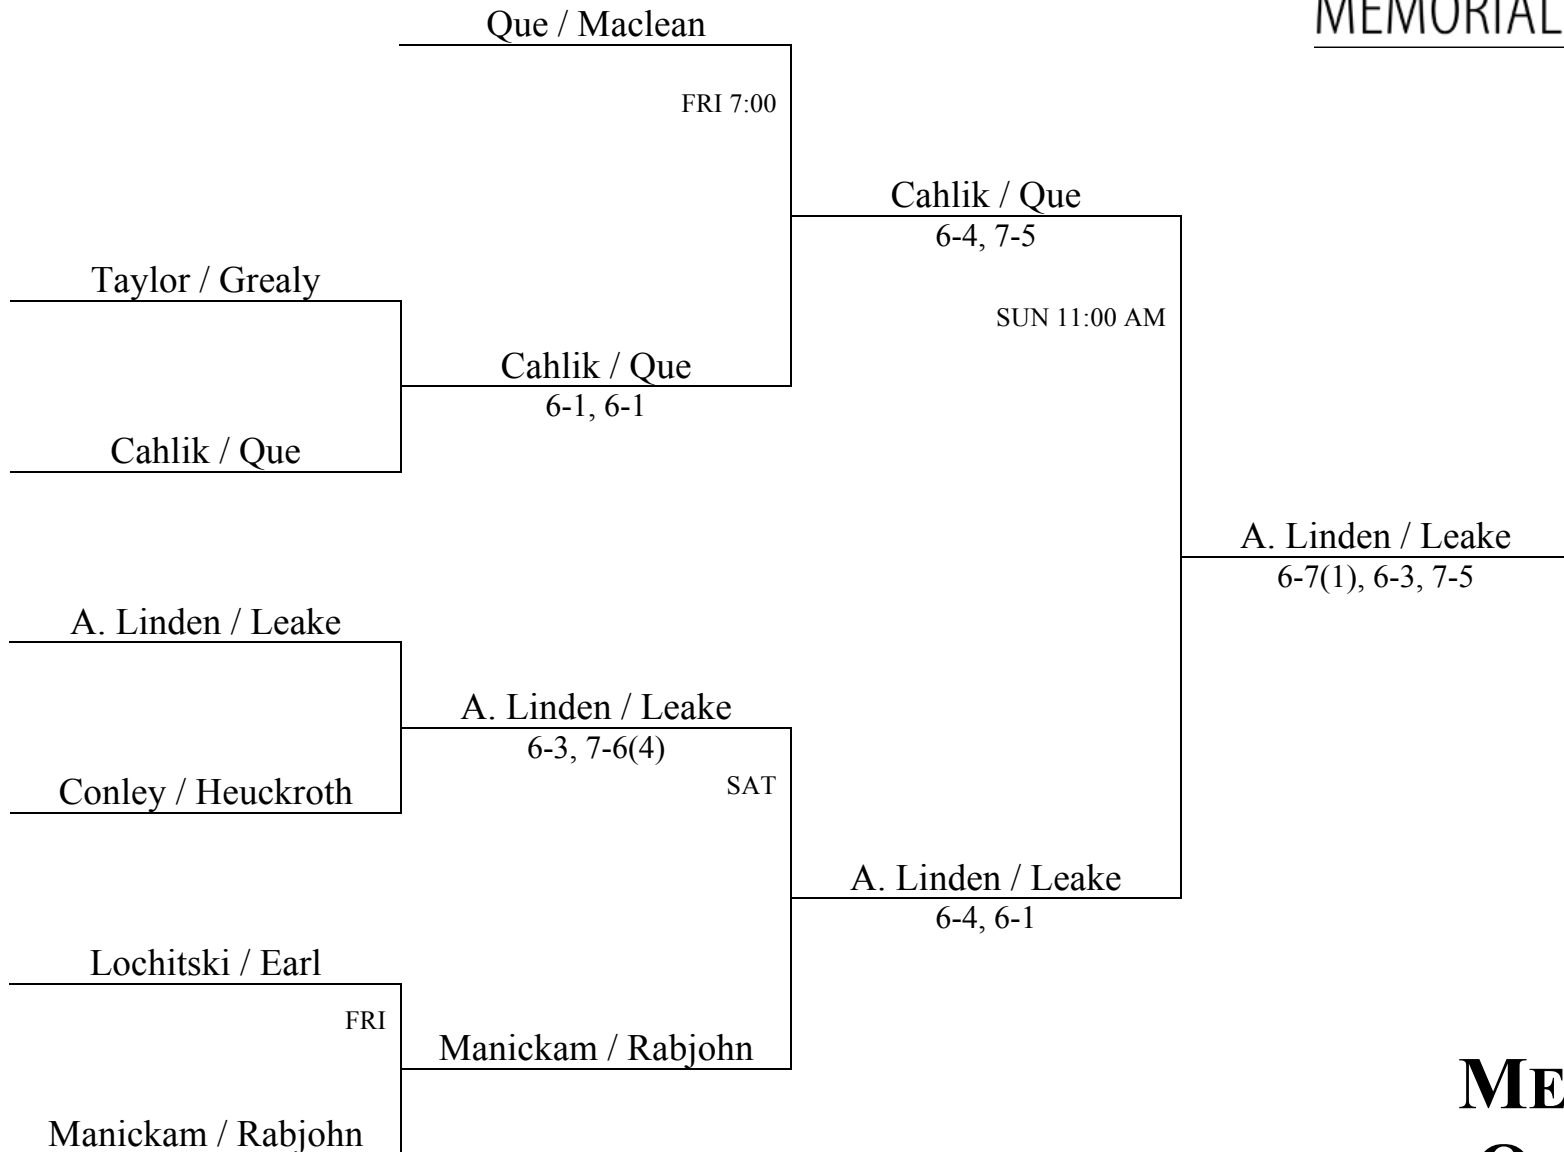 MEMORIAL
Que / Maclean
FRI 7:00
Cahlik / Que
6-4, 7-5
Taylor / Grealy
SUN 11:00 AM
Cahlik / Que
6-1, 6-1
Cahlik / Que
A. Linden / Leake
6-7(1), 6-3, 7-5
A. Linden / Leake
A. Linden / Leake
6-3, 7-6(4)
SAT
Conley / Heuckroth
A. Linden / Leake
6-4, 6-1
Lochitski / Earl
FRI
Manickam / Rabjohn
ME
Manickam / Rabjohn